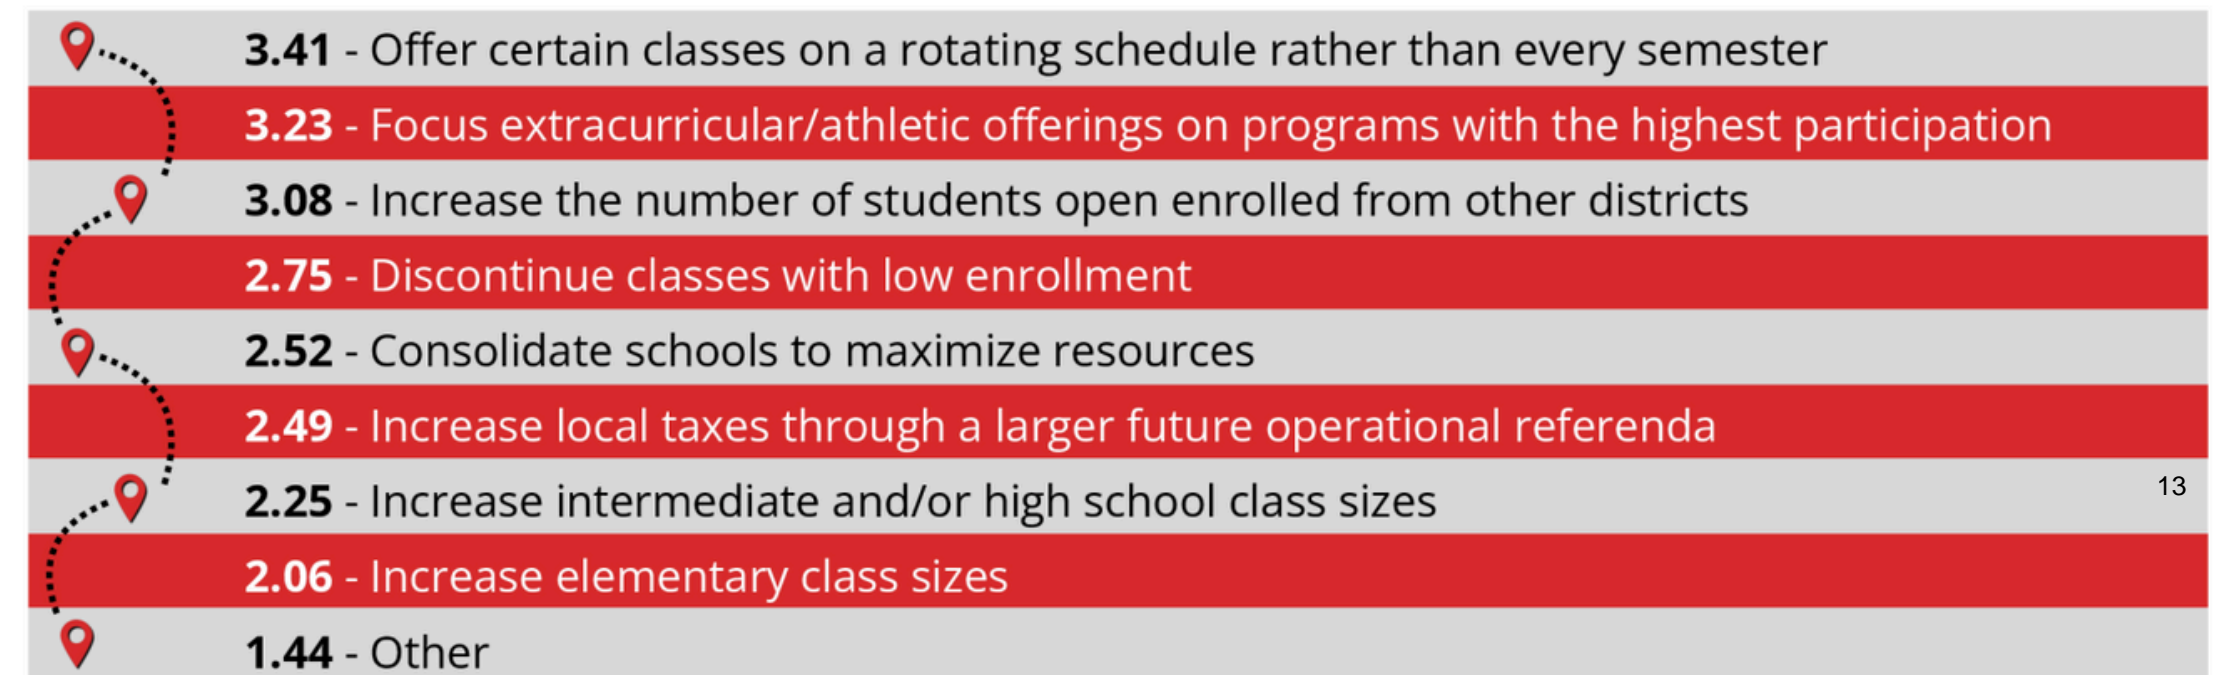 3.41 - Offer certain classes on a rotating schedule rather than every semester
3.23 - Focus extracurricular/athletic offerings on programs with the highest participation
3.08 - Increase the number of students open enrolled from other districts
2.75 - Discontinue classes with low enrollment
2.52 - Consolidate schools to maximize resources
2.49 - Increase local taxes through a larger future operational referenda
2.25 - Increase intermediate and/or high school class sizes
13
2.06 - Increase elementary class sizes
1.44 - Other